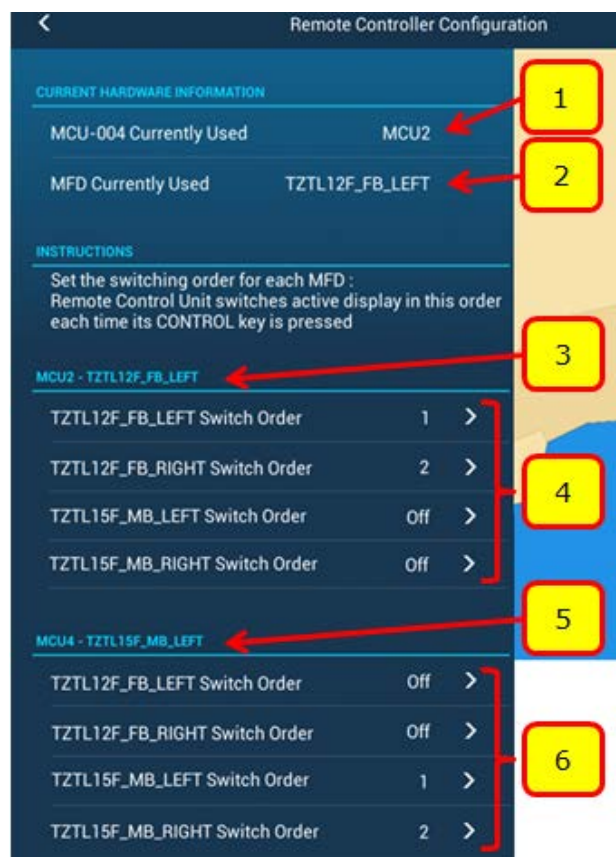 Remote Controller Configuration
CURRENT HARDWARE INFORMATION
MCU-004 Currently Used MCU2
1
MFD Currently Used TZTL12F_FB_LEFT
2
INSTRUCTIONS
Set the switching order for each MFD :
Remote Control Unit switches active display in this order
each time its CONTROL key is pressed
3
MCU2 - TZTL12F_FB_LEFT
TZTL12F_FB_LEFT Switch Order 1
TZTL12F_FB_RIGHT Switch Order 2
4
TZTL15F_MB_LEFT Switch Order Off
TZTL15F_MB_RIGHT Switch Order Off
5
MCU4 - TZTL15F_MB_LEFT
TZTL12F_FB_LEFT Switch Order Off
TZTL12F_FB_RIGHT Switch Order Off
6
TZTL15F_MB_LEFT Switch Order 1
TZTL15F_MB_RIGHT Switch Order 2